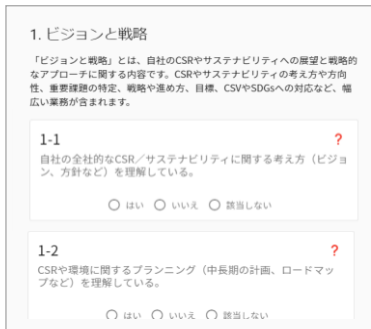 1. ビジョンと戦略
「ビジョンと戦略」とは、自社のCSRやサステナビリティへの展望と戦略的
なアプローチに関する内容です。CSRやサステナビリティの考え方や方向
性、重要課題の特定、戦略や進め方、目標、CSVやSDGsへの対応など、幅
広い業務が含まれます。
1-1 ?
自社の全社的なCSR／サステナビリティに関する考え方（ビジョ
ン、方針など）を理解している。
はい いいえ 該当しない
1-2 ?
CSRや環境に関するプランニング（中長期の計画、ロードマッ
プなど）を理解している。
はい いいえ 該当しない